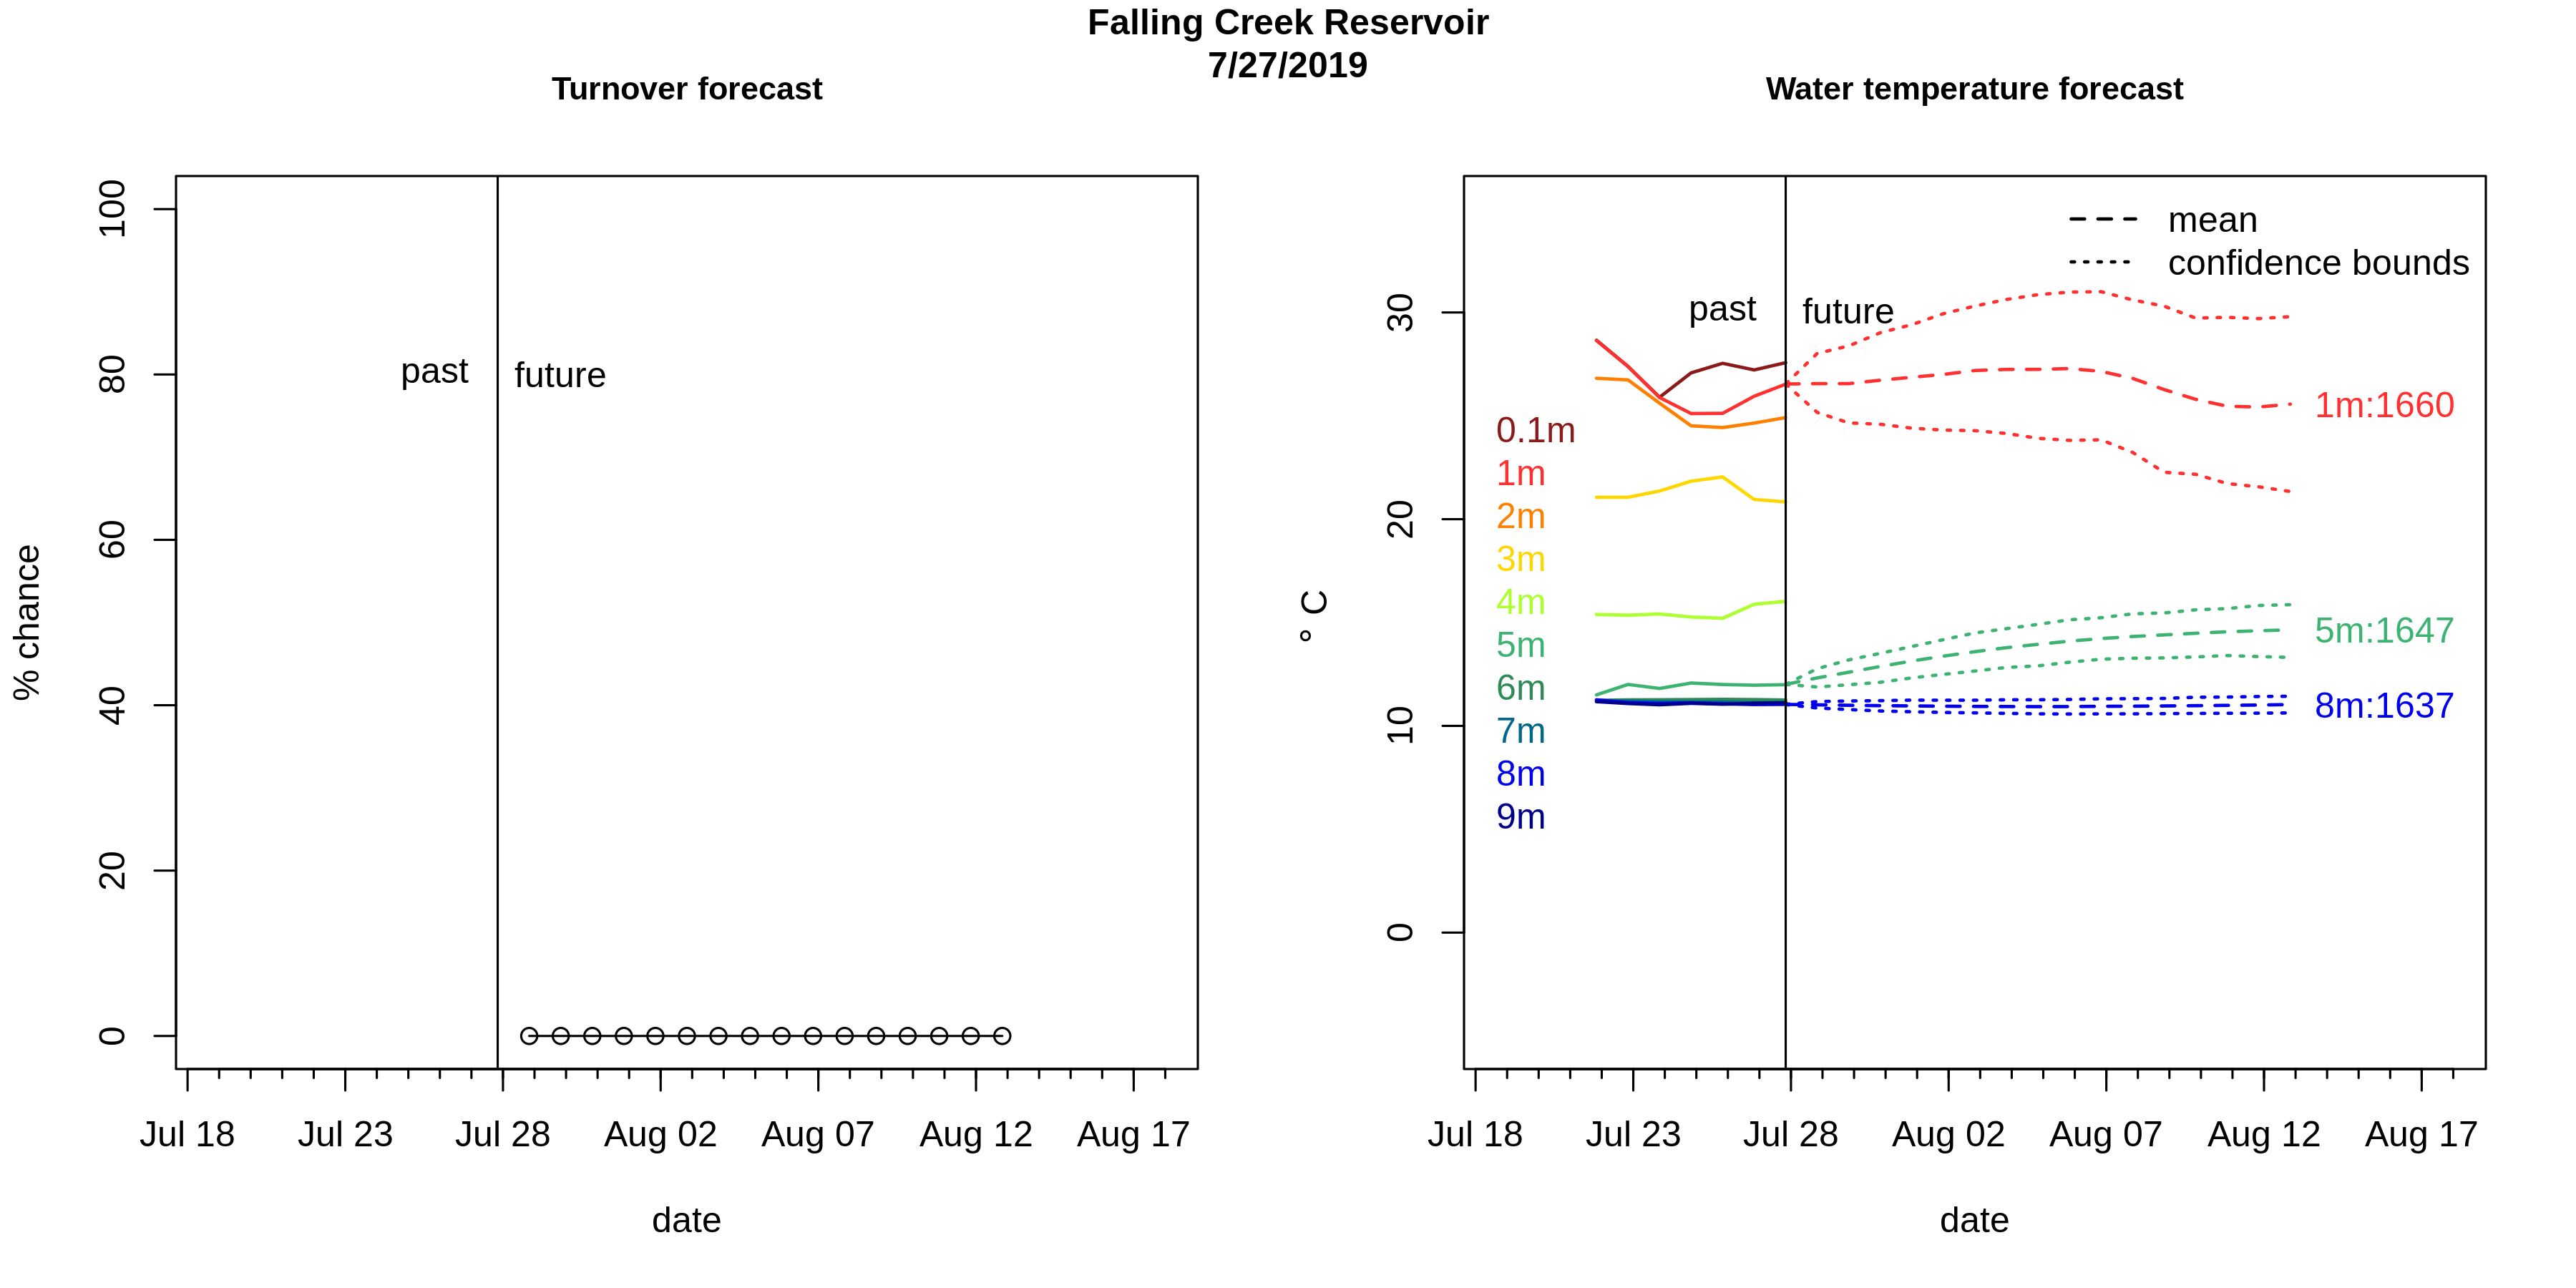 Falling Creek Reservoir
7/27/2019
Turnover forecast
% chance
100
80
60
40
20
0
past
future
Jul 18
Jul 23
Jul 28
Aug 02
Aug 07
Aug 12
Aug 17
date
Water temperature forecast
° C
30
20
10
0
mean
confidence bounds
past
future
0.1m
1m
2m
3m
4m
5m
6m
7m
8m
9m
1m:1660
5m:1647
8m:1637
Jul 18
Jul 23
Jul 28
Aug 02
Aug 07
Aug 12
Aug 17
date